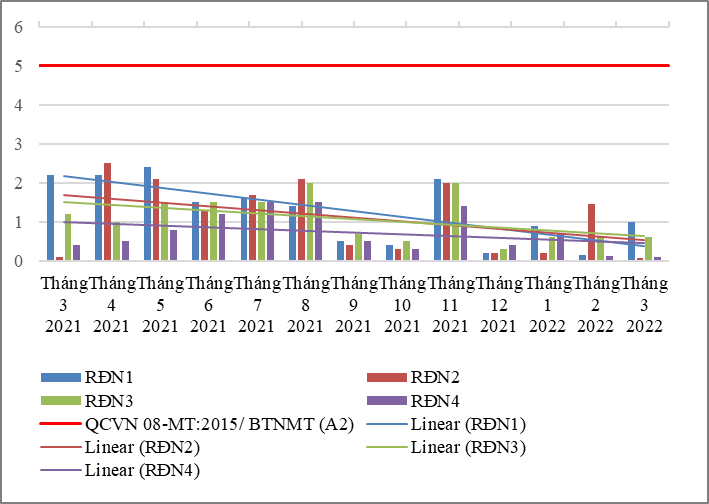 6
5
4
3
2
1
0
Tháng Tháng Tháng Tháng Tháng Tháng Tháng Tháng Tháng Tháng Tháng Tháng Tháng
3 4 5 6 7 8 9 10 11 12 1 2 3
2021 2021 2021 2021 2021 2021 2021 2021 2021 2021 2022 2022 2022
RĐN1 RĐN2
RĐN3 RĐN4
QCVN 08-MT:2015/ BTNMT (A2) Linear (RĐN1)
Linear (RĐN2) Linear (RĐN3)
Linear (RĐN4)